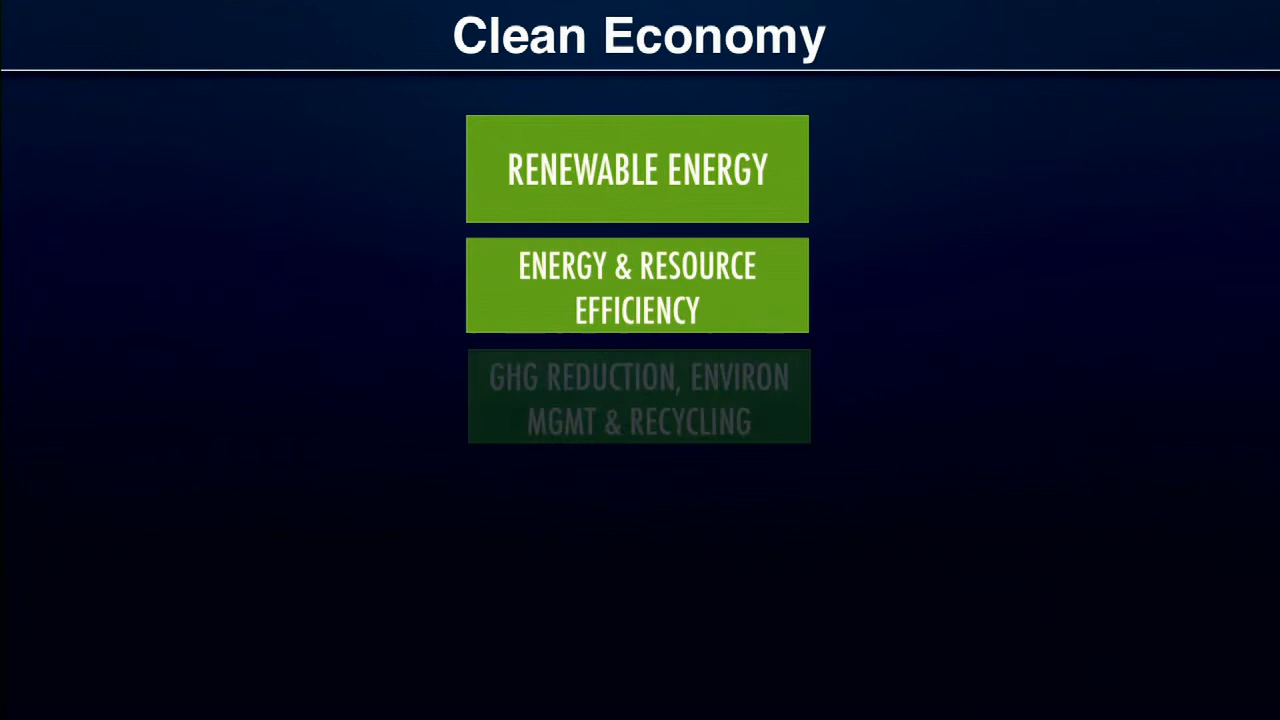 Clean Economy
RENEWABLE ENERGY
ENERGY & RESOURCE
EFFICIENCY
GHG REDUCTION, ENVIRON
MGMT & RECYCLING